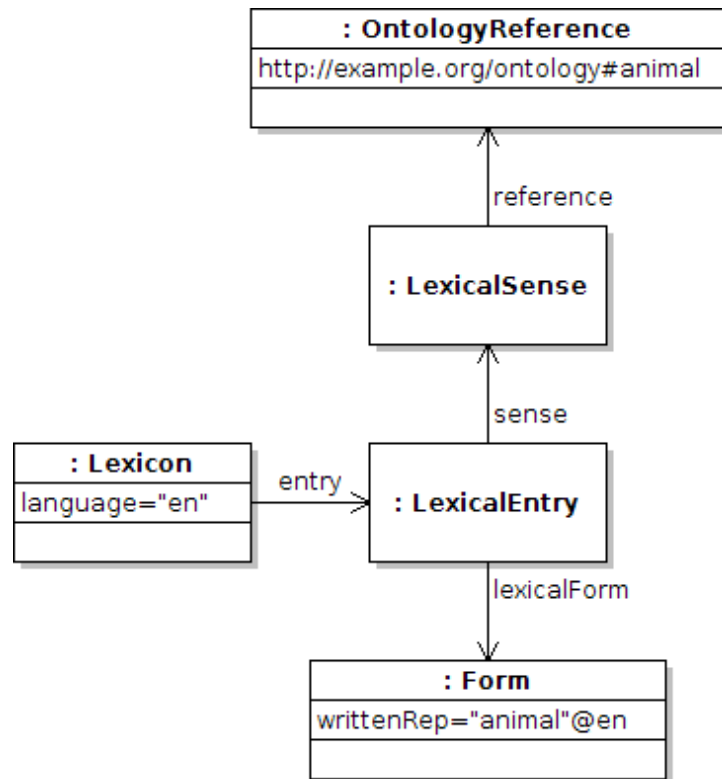 : OntologyReference
http://example.org/ontology#animal
reference
: LexicalSense
sense
: Lexicon
language="en"
entry
: LexicalEntry
lexicalForm
: Form
writtenRep="animal"@en